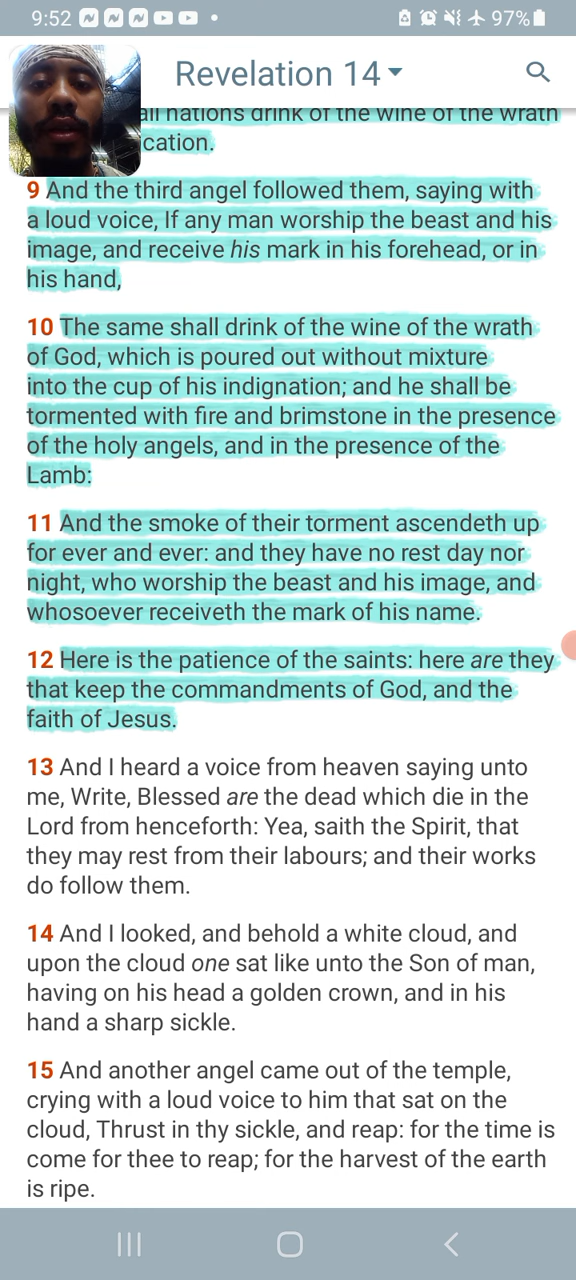 9:52
97%
Revelation 14
all nations drink of the wine of the wrath
cation.
9 And the third angel followed them, saying with
a loud voice, If any man worship the beast and his
image, and receive his mark in his forehead, or in
his hand,
10 The same shall drink of the wine of the wrath
of God, which is poured out without mixture
into the cup of his indignation; and he shall be
tormented with fire and brimstone in the presence
of the holy angels, and in the presence of the
Lamb:
11 And the smoke of their torment ascendeth up
for ever and ever: and they have no rest day nor
night, who worship the beast and his image, and
whosoever receiveth the mark of his name.
12 Here is the patience of the saints: here are they
that keep the commandments of God, and the
faith of Jesus.
13 And I heard a voice from heaven saying unto
me, Write, Blessed are the dead which die in the
Lord from henceforth: Yea, saith the Spirit, that
they may rest from their labours; and their works
do follow them.
14 And I looked, and behold a white cloud, and
upon the cloud one sat like unto the Son of man,
having on his head a golden crown, and in his
hand a sharp sickle.
15 And another angel came out of the temple,
crying with a loud voice to him that sat on the
cloud, Thrust in thy sickle, and reap: for the time is
come for thee to reap; for the harvest of the earth
is ripe.